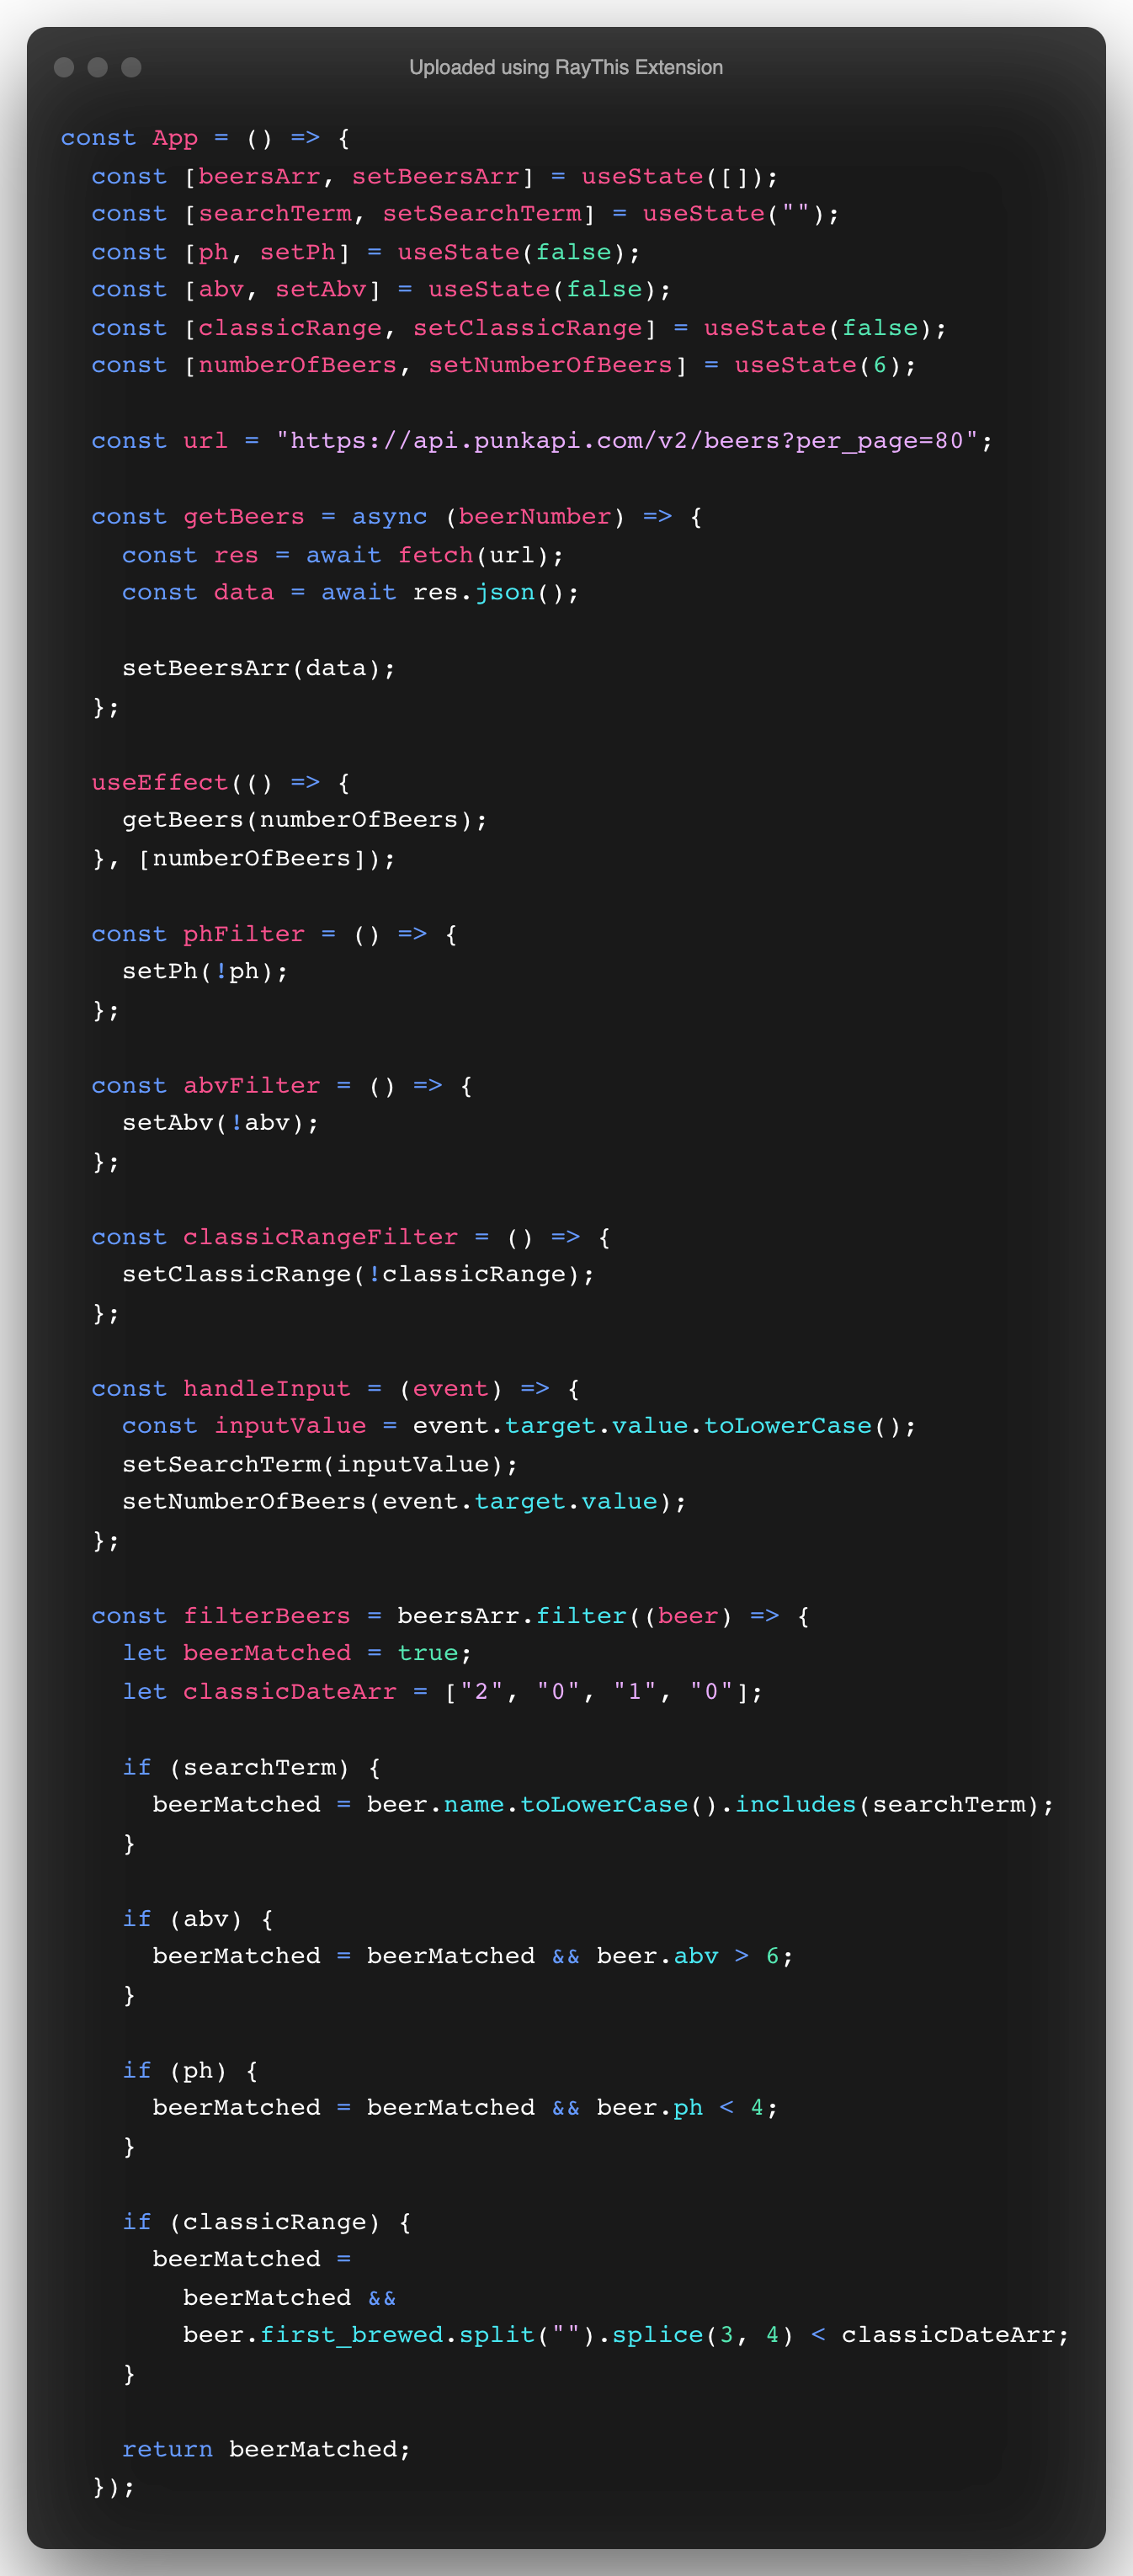 Uploaded using RayThis Extension
const App = () => {
  const [beersArr, setBeersArr] = useState([]);
  const [searchTerm, setSearchTerm] = useState("");
  const [ph, setPh] = useState(false);
  const [abv, setAbv] = useState(false);
  const [classicRange, setClassicRange] = useState(false);
  const [numberOfBeers, setNumberOfBeers] = useState(6);

  const url = "https://api.punkapi.com/v2/beers?per_page=80";

  const getBeers = async (beerNumber) => {
    const res = await fetch(url);
    const data = await res.json();

    setBeersArr(data);
  };

  useEffect(() => {
    getBeers(numberOfBeers);
  }, [numberOfBeers]);

  const phFilter = () => {
    setPh(!ph);
  };

  const abvFilter = () => {
    setAbv(!abv);
  };

  const classicRangeFilter = () => {
    setClassicRange(!classicRange);
  };

  const handleInput = (event) => {
    const inputValue = event.target.value.toLowerCase();
    setSearchTerm(inputValue);
    setNumberOfBeers(event.target.value);
  };

  const filterBeers = beersArr.filter((beer) => {
    let beerMatched = true;
    let classicDateArr = ["2", "0", "1", "0"];

    if (searchTerm) {
      beerMatched = beer.name.toLowerCase().includes(searchTerm);
    }

    if (abv) {
      beerMatched = beerMatched && beer.abv > 6;
    }

    if (ph) {
      beerMatched = beerMatched && beer.ph < 4;
    }

    if (classicRange) {
      beerMatched =
        beerMatched &&
        beer.first_brewed.split("").splice(3, 4) < classicDateArr;
    }

    return beerMatched;
  });